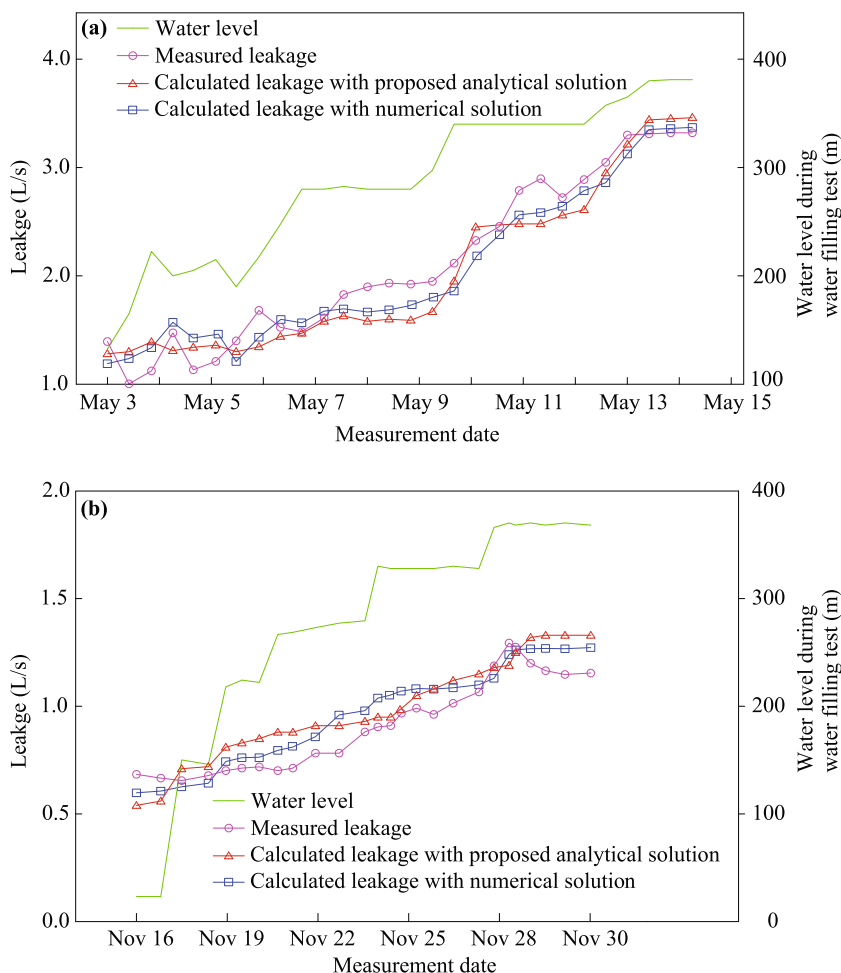 (a)
Water level
Measured leakage
Calculated leakage with proposed analytical solution
Calculated leakage with numerical solution
4.0
3.0
2.0
1.0
Leakge (L/s)
400
300
200
100
Water level during
water filling test (m)
May 3
May 5
May 7
May 9
May 11
May 13
May 15
Measurement date
(b)
2.0
1.5
1.0
0.5
0.0
Leakge (L/s)
400
300
200
100
0
Water level during
water filling test (m)
Water level
Measured leakage
Calculated leakage with proposed analytical solution
Calculated leakage with numerical solution
Nov 16
Nov 19
Nov 22
Nov 25
Nov 28
Nov 30
Measurement date